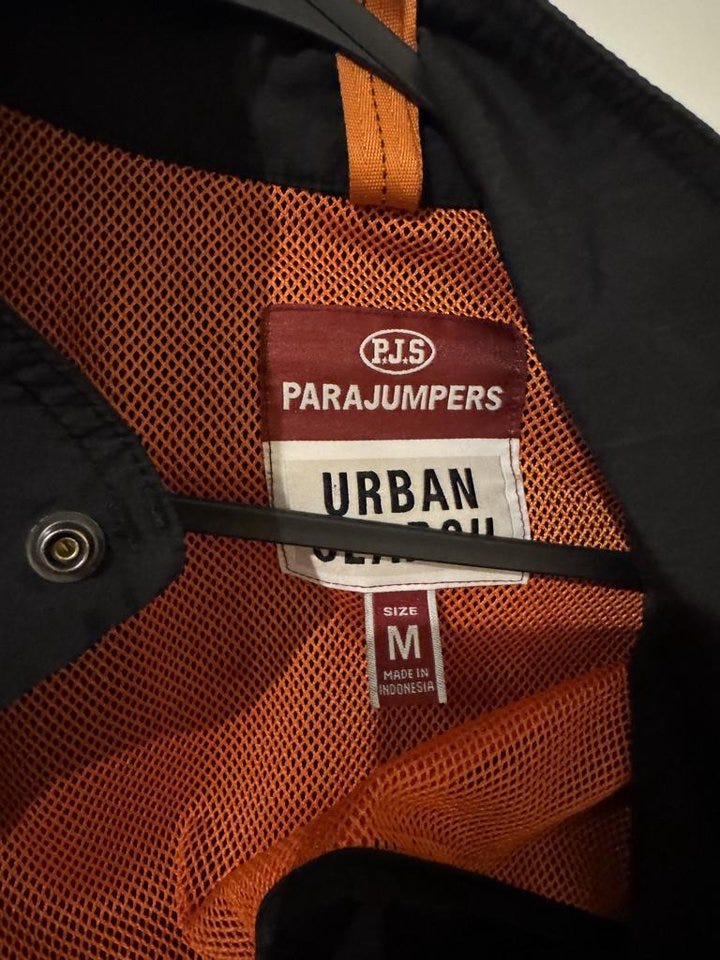 P.J.S
PARAJUMPERS
URBAN
SIZE
M
MADE IN
INDONESIA